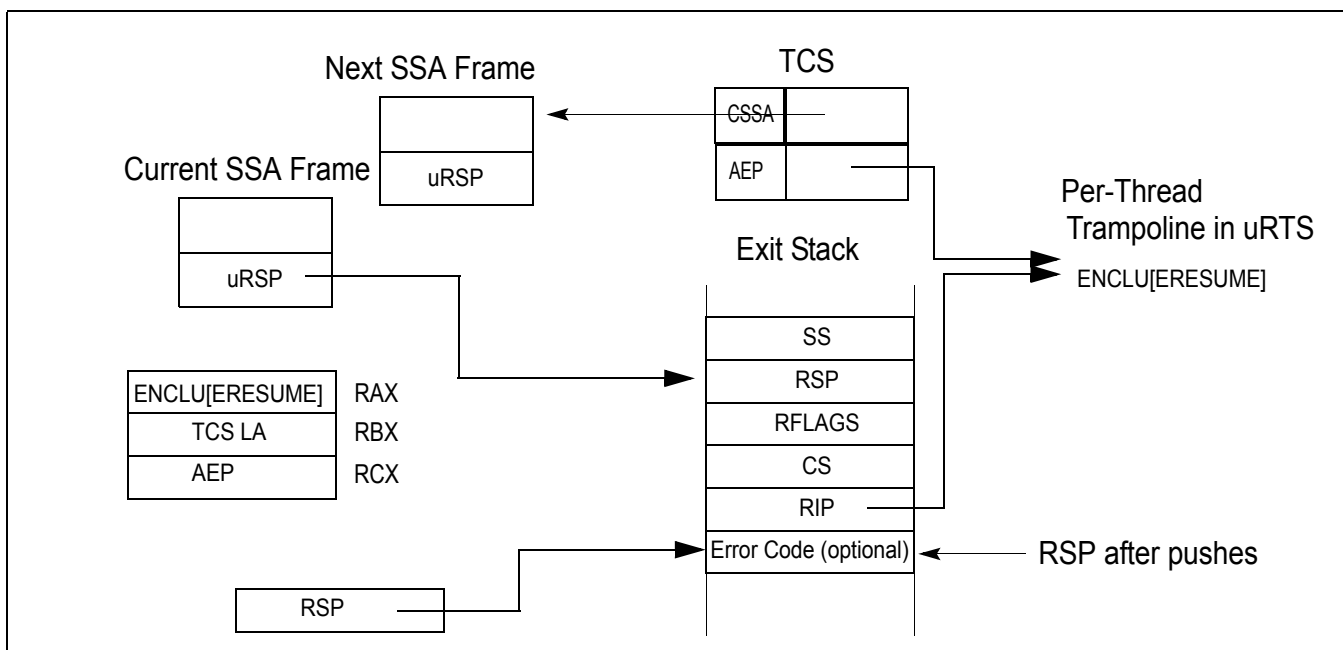 Next SSA Frame
TCS
CSSA
AEP
Current SSA Frame
uRSP
uRSP
Per-Thread
Trampoline in uRTS
ENCLU[ERESUME]
Exit Stack
SS
RSP
RFLAGS
CS
RIP
Error Code (optional)
RSP after pushes
ENCLU[ERESUME] RAX
TCS LA RBX
AEP RCX
RSP